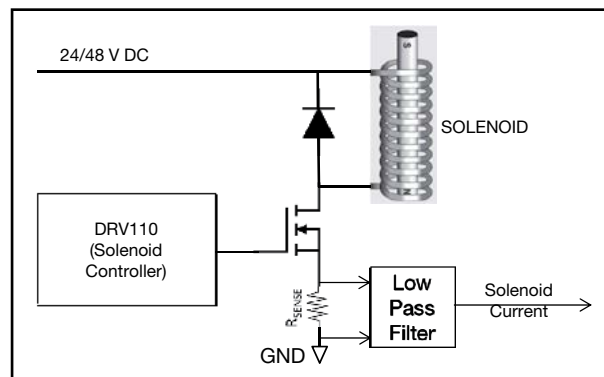 24/48 V DC
S
SOLENOID
N
DRV110
(Solenoid
Controller)
RSENSE
Low
Pass
Filter
Solenoid
Current
GND